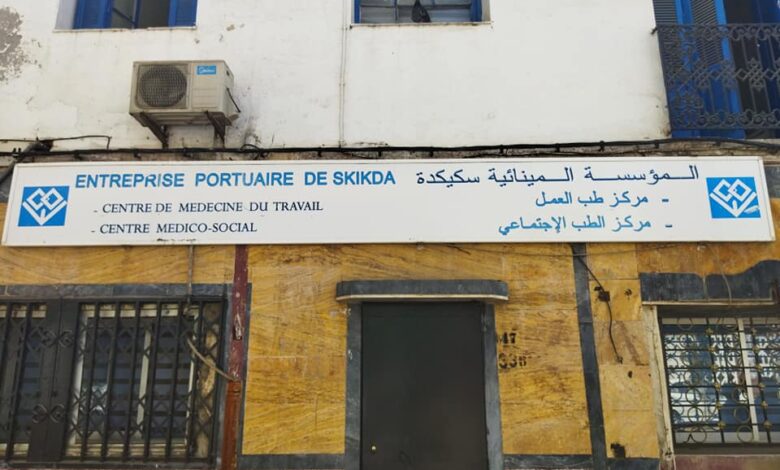 ENTREPRISE PORTUAIRE DE SKIKDA
- CENTRE DE MEDECINE DU TRAVAIL
- CENTRE MEDICO-SOCIAL
المؤسسة المينائية سكيكدة
- مركز طب العمل
- مركز الطب الإجتماعي
Midea